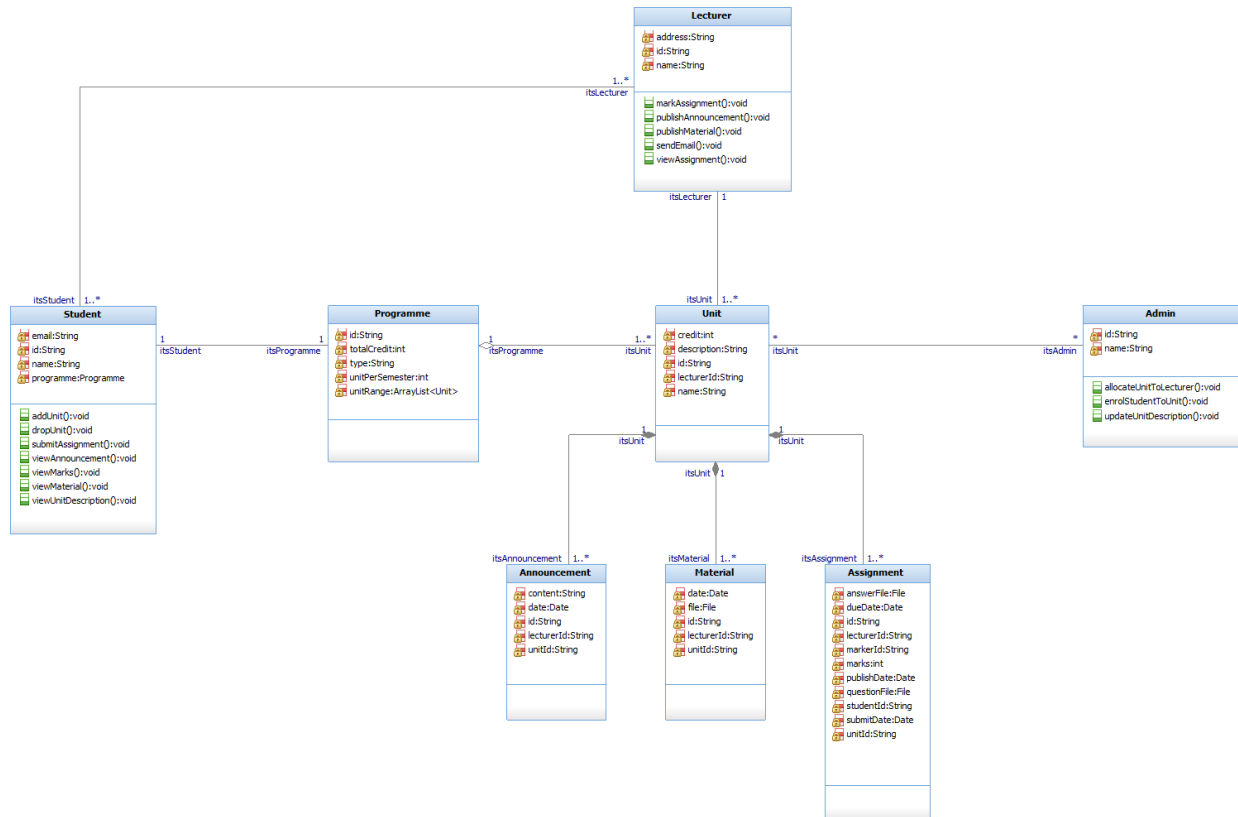 Lecturer
address:String
id:String
name:String
markAssignment():void
publishAnnouncement():void
publishMaterial():void
sendEmail():void
viewAssignment():void
1..*
itsLecturer
itsLecturer 1
itsStudent 1..*
Student
email:String
id:String
name:String
programme:Programme
addUnit():void
dropUnit():void
submitAssignment():void
viewAnnouncement():void
viewMarks():void
viewMaterial():void
viewUnitDescription():void
1 1
itsStudent itsProgramme
Programme
id:String
totalCredit:int
type:String
unitPerSemester:int
unitRange:ArrayList<Unit>
1 1..*
itsProgramme itsUnit
itsUnit 1..*
Unit
credit:int
description:String
id:String
lecturerId:String
name:String
* *
itsUnit itsAdmin
Admin
id:String
name:String
allocateUnitToLecturer():void
enrolStudentToUnit():void
updateUnitDescription():void
1
itsUnit
itsUnit 1
1
itsUnit
itsAnnouncement 1..*
Announcement
content:String
date:Date
id:String
lecturerId:String
unitId:String
itsMaterial 1..*
Material
date:Date
file:File
id:String
lecturerId:String
unitId:String
itsAssignment 1..*
Assignment
answerFile:File
dueDate:Date
id:String
lecturerId:String
markerId:String
marks:int
publishDate:Date
questionFile:File
studentId:String
submitDate:Date
unitId:String